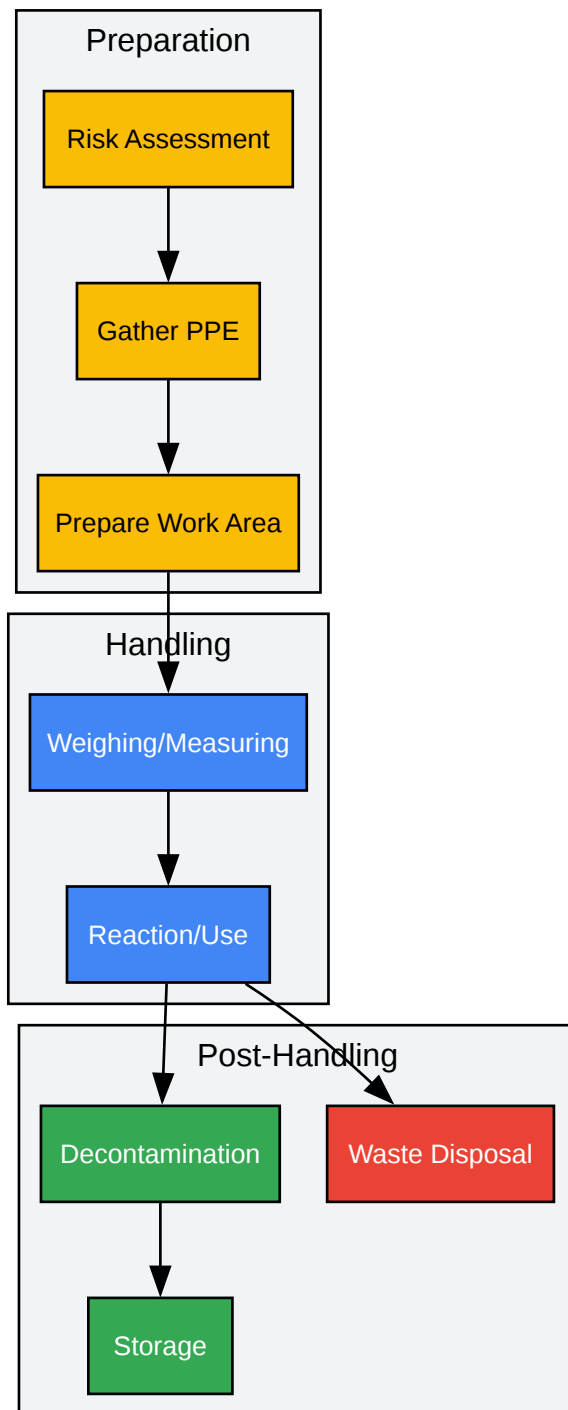 Preparation
Risk Assessment
Gather PPE
Prepare Work Area
Handling
Weighing/Measuring
Reaction/Use
Post-Handling
Decontamination
Waste Disposal
Storage